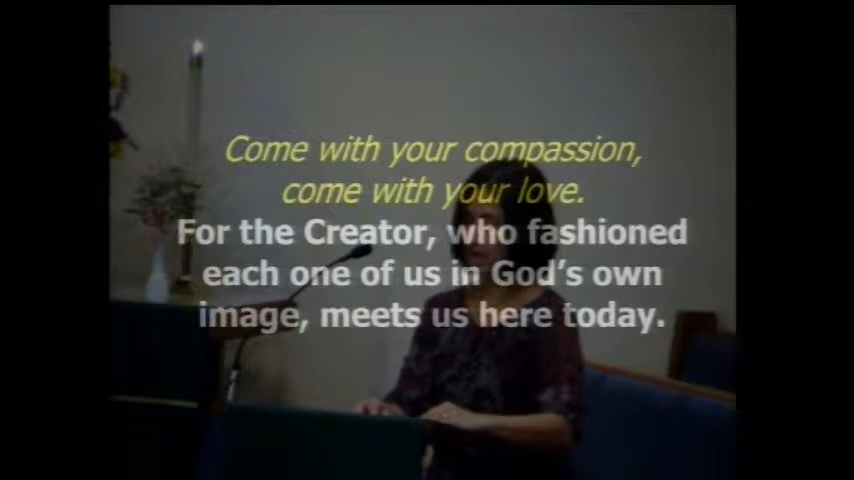 Come with your compassion,
come with your love.
For the Creator, who fashioned
each one of us in God's own
image, meets us here today.